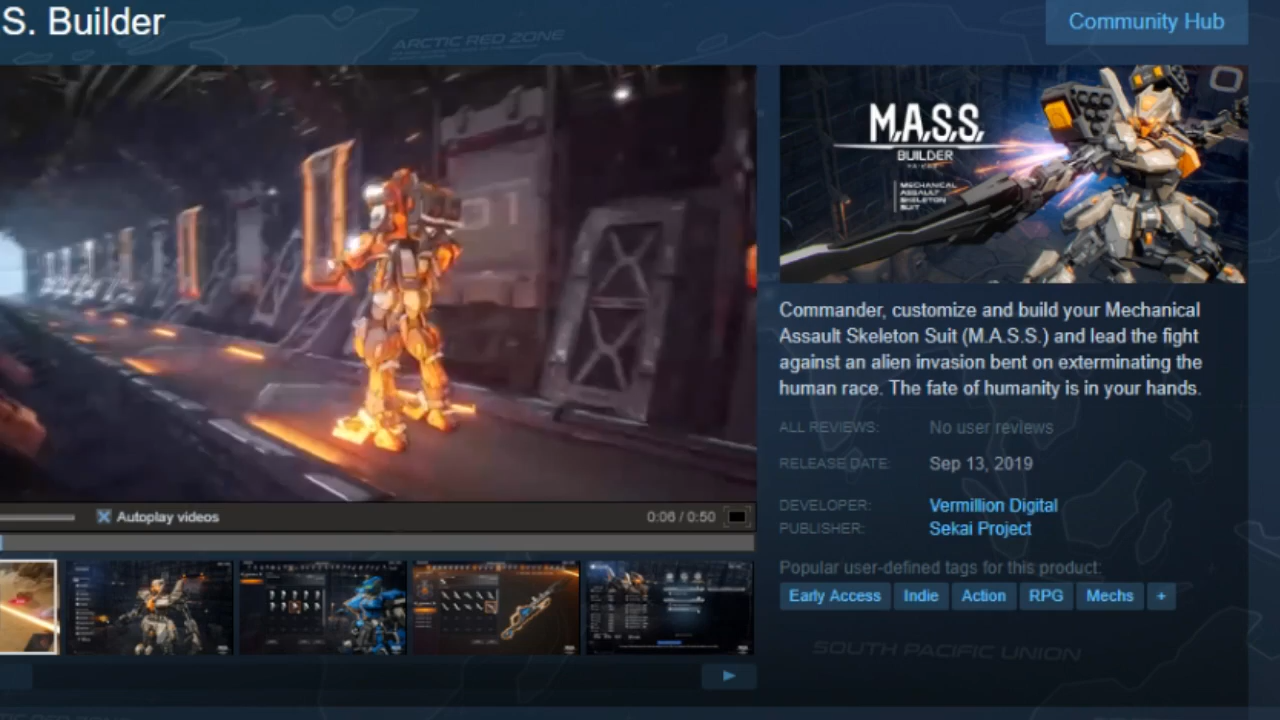 S. Builder
ARCTIC RED ZONE
Community Hub
M.A.S.S.
BUILDER
MECHANICAL
ASSAULT
SKELETON
SUIT
Commander, customize and build your Mechanical
Assault Skeleton Suit (M.A.S.S.) and lead the fight
against an alien invasion bent on exterminating the
human race. The fate of humanity is in your hands.
ALL REVIEWS: No user reviews
RELEASE DATE: Sep 13, 2019
DEVELOPER: Vermillion Digital
PUBLISHER: Sekai Project
Autoplay videos 0:06 / 0:50
Popular user-defined tags for this product:
Early Access Indie Action RPG Mechs +
SOUTH PACIFIC UNION